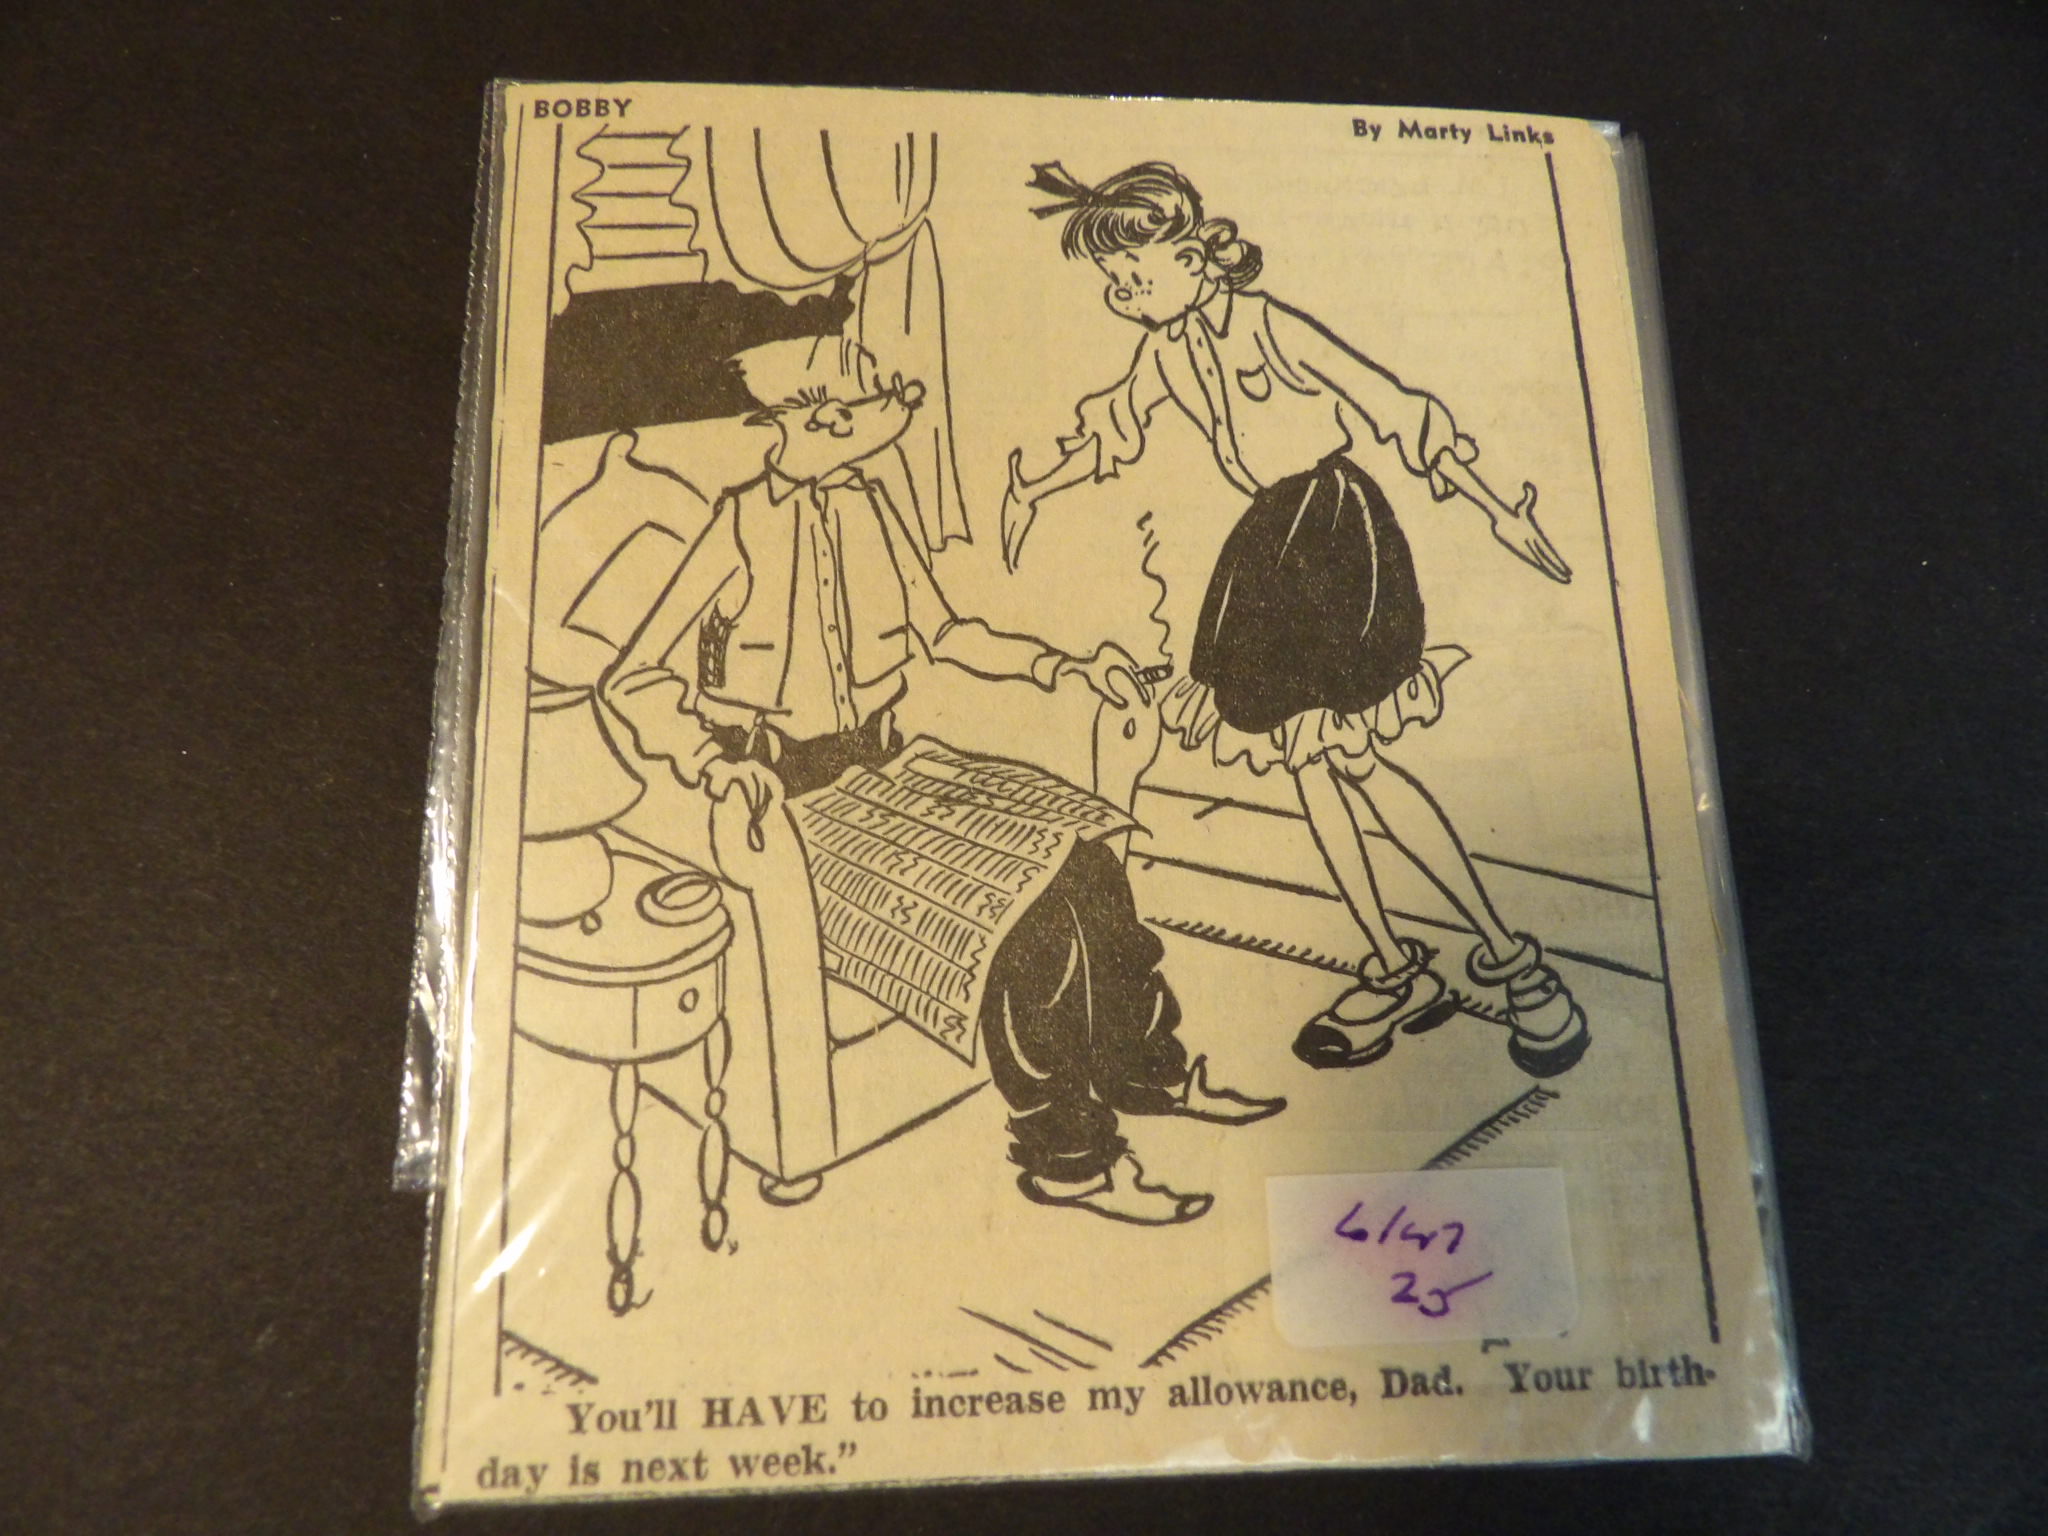 BOBBY
By Marty Links
6/47
25
You'll HAVE to increase my allowance, Dad. Your birth-
day is next week."